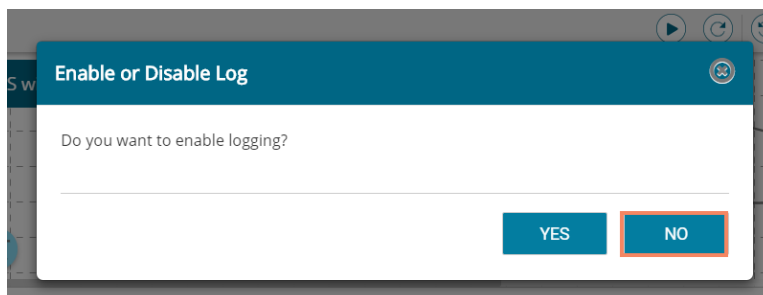 S w
Enable or Disable Log
Do you want to enable logging?
YES NO